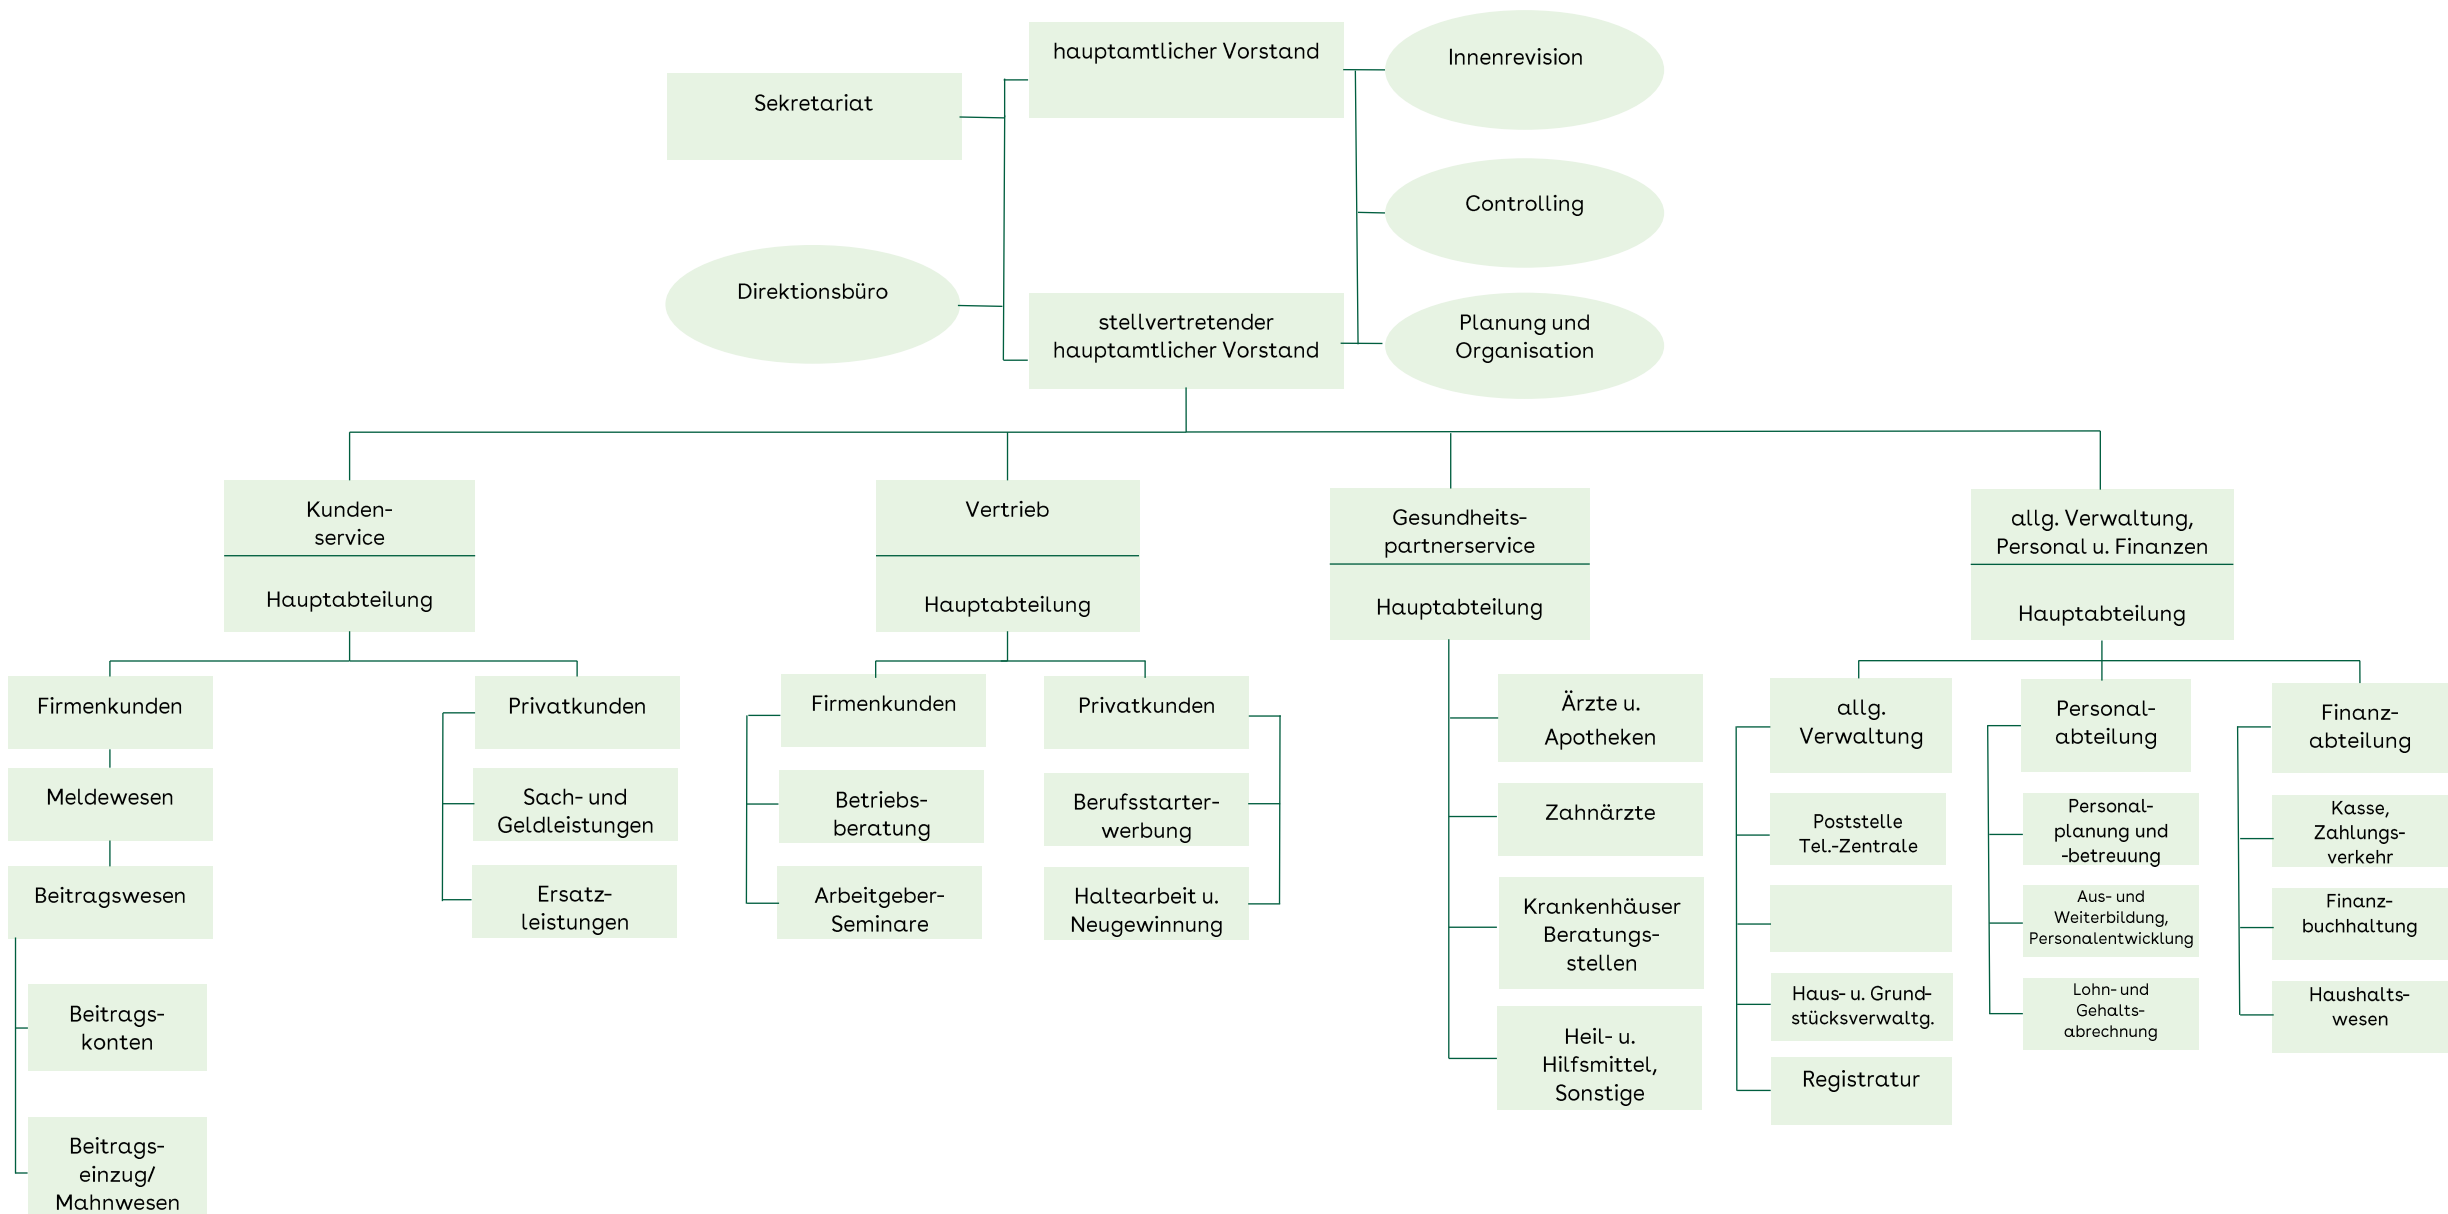 hauptamtlicher Vorstand
Innenrevision
Sekretariat
Controlling
Direktionsbüro
stellvertretender
hauptamtlicher Vorstand
Planung und
Organisation
Kunden-
service
Hauptabteilung
Vertrieb
Hauptabteilung
Gesundheits-
partnerservice
Hauptabteilung
allg. Verwaltung,
Personal u. Finanzen
Hauptabteilung
Firmenkunden
Meldewesen
Beitragswesen
Beitrags-
konten
Beitrags-
einzug/
Mahnwesen
Privatkunden
Sach- und
Geldleistungen
Ersatz-
leistungen
Firmenkunden
Betriebs-
beratung
Arbeitgeber-
Seminare
Privatkunden
Berufsstarter-
werbung
Haltearbeit u.
Neugewinnung
Ärzte u.
Apotheken
Zahnärzte
Krankenhäuser
Beratungs-
stellen
Heil- u.
Hilfsmittel,
Sonstige
allg.
Verwaltung
Poststelle
Tel.-Zentrale
Haus- u. Grund-
stücksverwaltg.
Registratur
Personal-
abteilung
Personal-
planung und
-betreuung
Aus- und
Weiterbildung,
Personalentwicklung
Lohn- und
Gehalts-
abrechnung
Finanz-
abteilung
Kasse,
Zahlungs-
verkehr
Finanz-
buchhaltung
Haushalts-
wesen